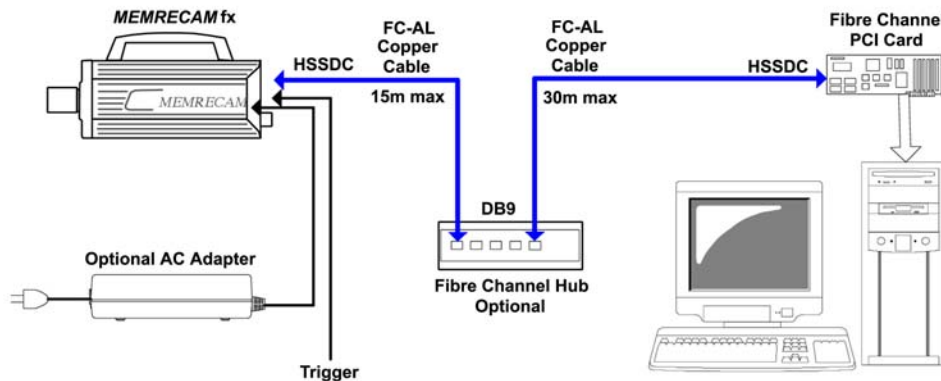 MEMRECAM fx
FC-AL
Copper
Cable
HSSDC
15m max
FC-AL
Copper
Cable
HSSDC
30m max
Fibre Channel
PCI Card
MEMRECAM
DB9
Fibre Channel Hub
Optional
Optional AC Adapter
Trigger